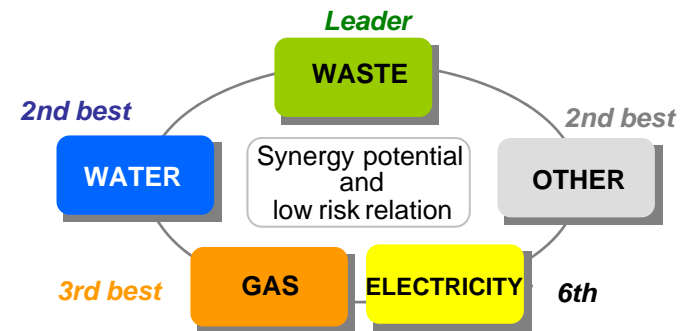 Leader
WASTE
2nd best
2nd best
WATER
Synergy potential
and
low risk relation
OTHER
3rd best
GAS
ELECTRICITY
6th